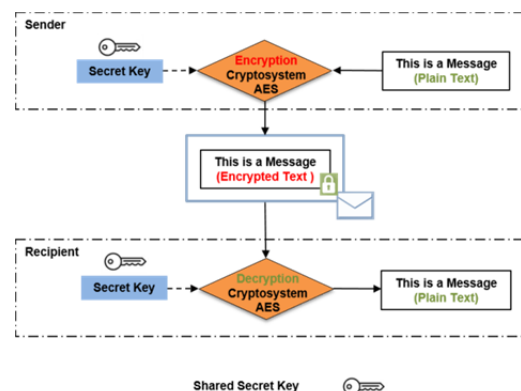 Sender
Secret Key
Encryption
Cryptosystem
AES
This is a Message
(Plain Text)
This is a Message
(Encrypted Text )
Recipient
Secret Key
Decryption
Cryptosystem
AES
This is a Message
(Plain Text)
Shared Secret Key